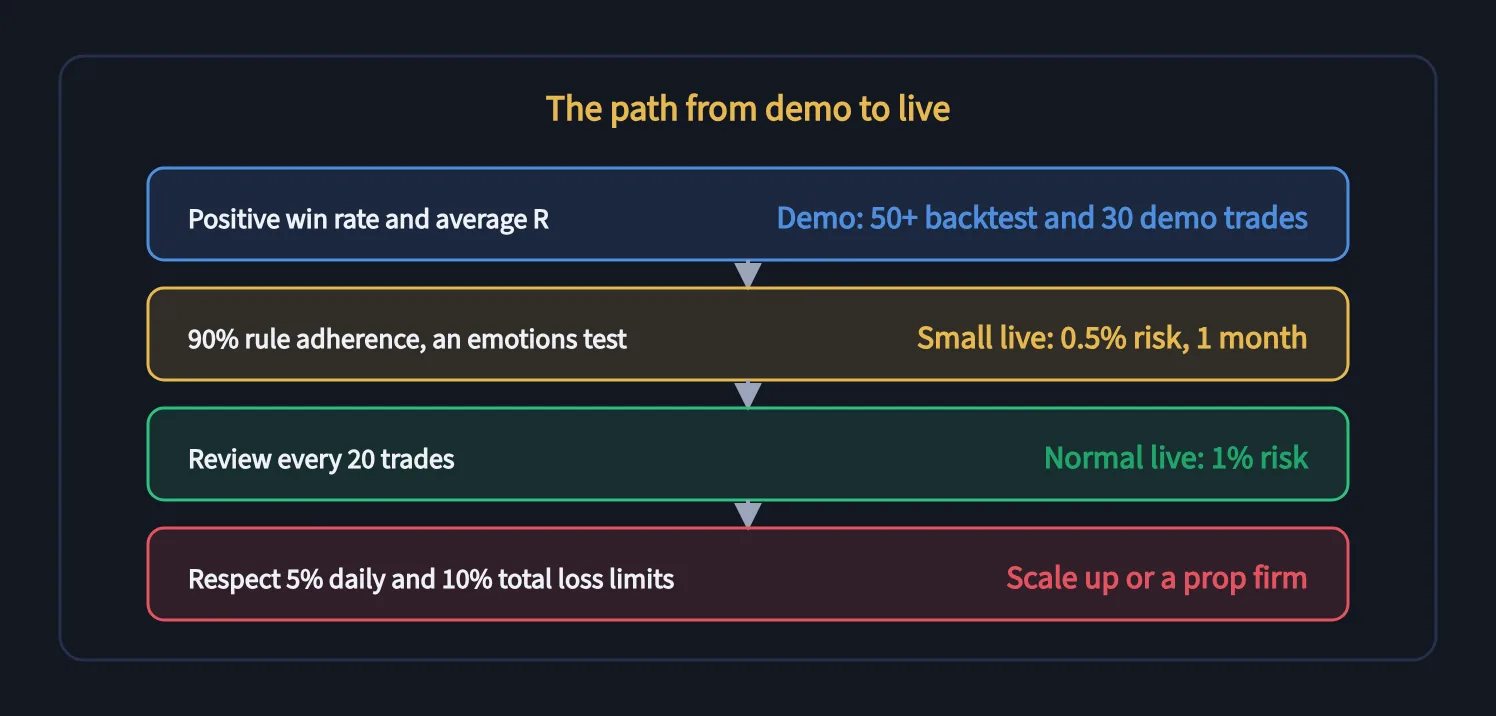 The path from demo to live
Positive win rate and average R
Demo: 50+ backtest and 30 demo trades
90% rule adherence, an emotions test
Small live: 0.5% risk, 1 month
Review every 20 trades
Normal live: 1% risk
Respect 5% daily and 10% total loss limits
Scale up or a prop firm